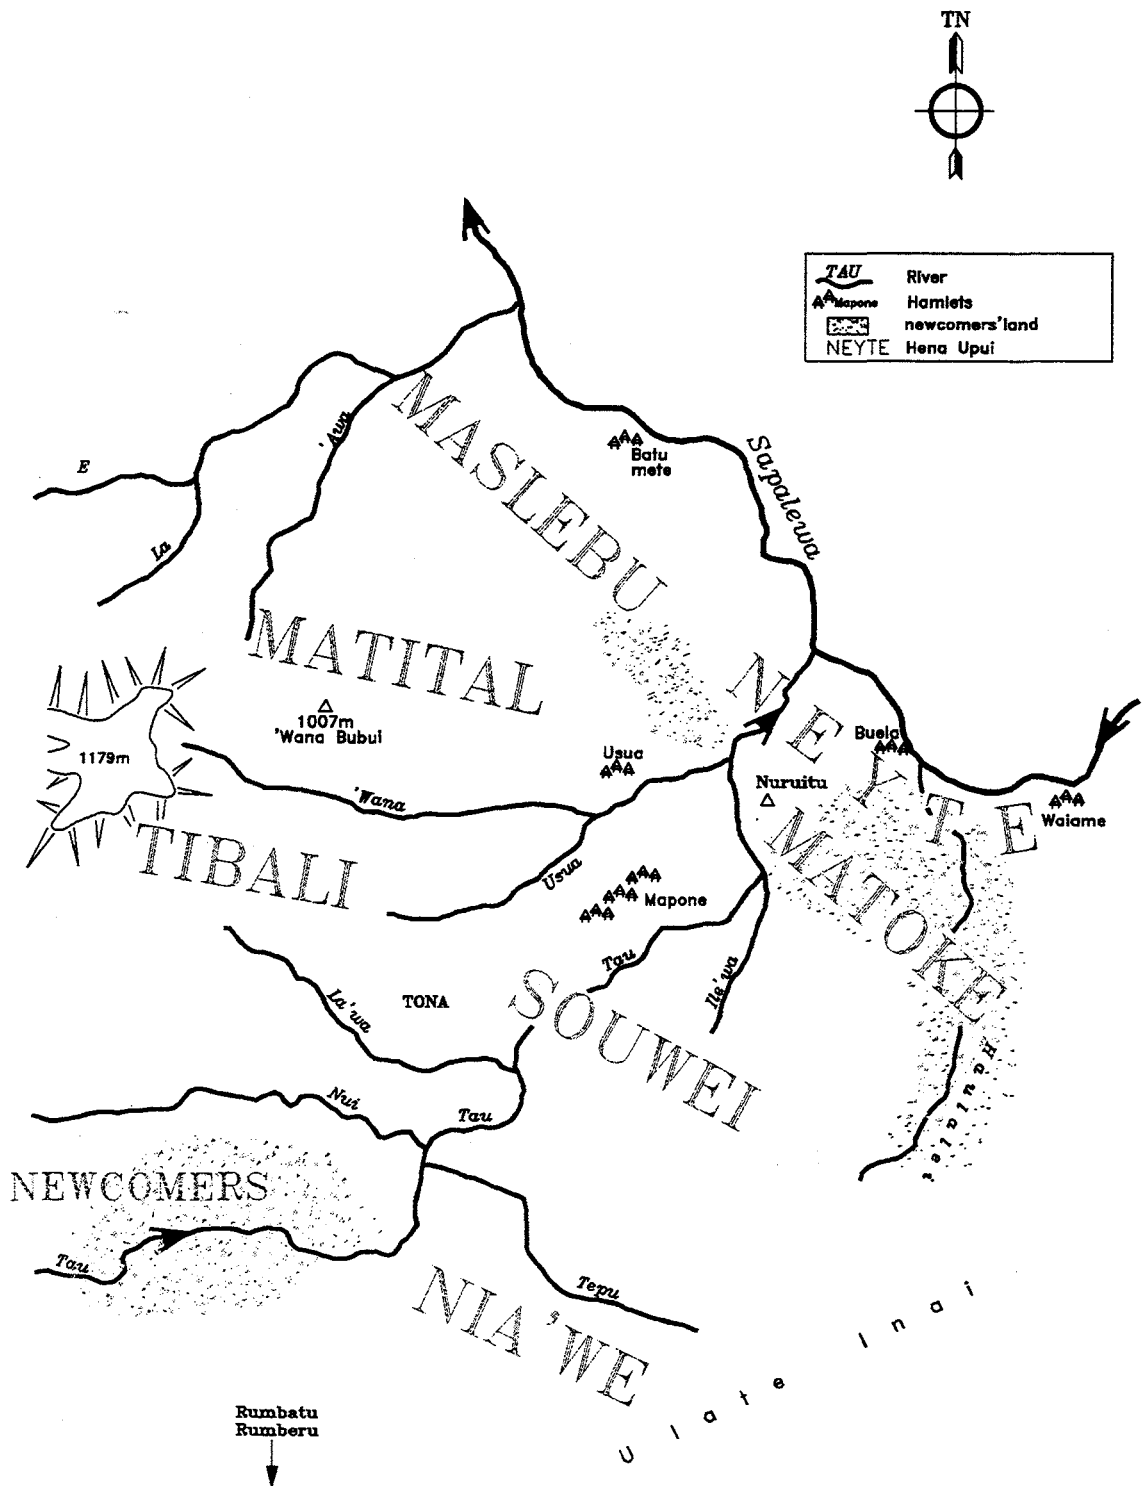 TN
TAU River
Mapone Hamlets
newcomers'land
NEYTE Hena Upui
MASLEBU
'Awa
E
La
Batu
mete
Sapalewa
MATITAL
1007m
'Wana Bubui
1179m
NEYTE
Buela
Usua
Nuruitu
Waiame
'Wana
TIBALI
MATOKE
Usua
Mapone
Tau
Ile'wa
La'wa
TONA
SOUWEI
Nui
Tau
NEWCOMERS
Tau
Tepu
NIA'WE
Ulate Inai
Rumbatu
Rumberu